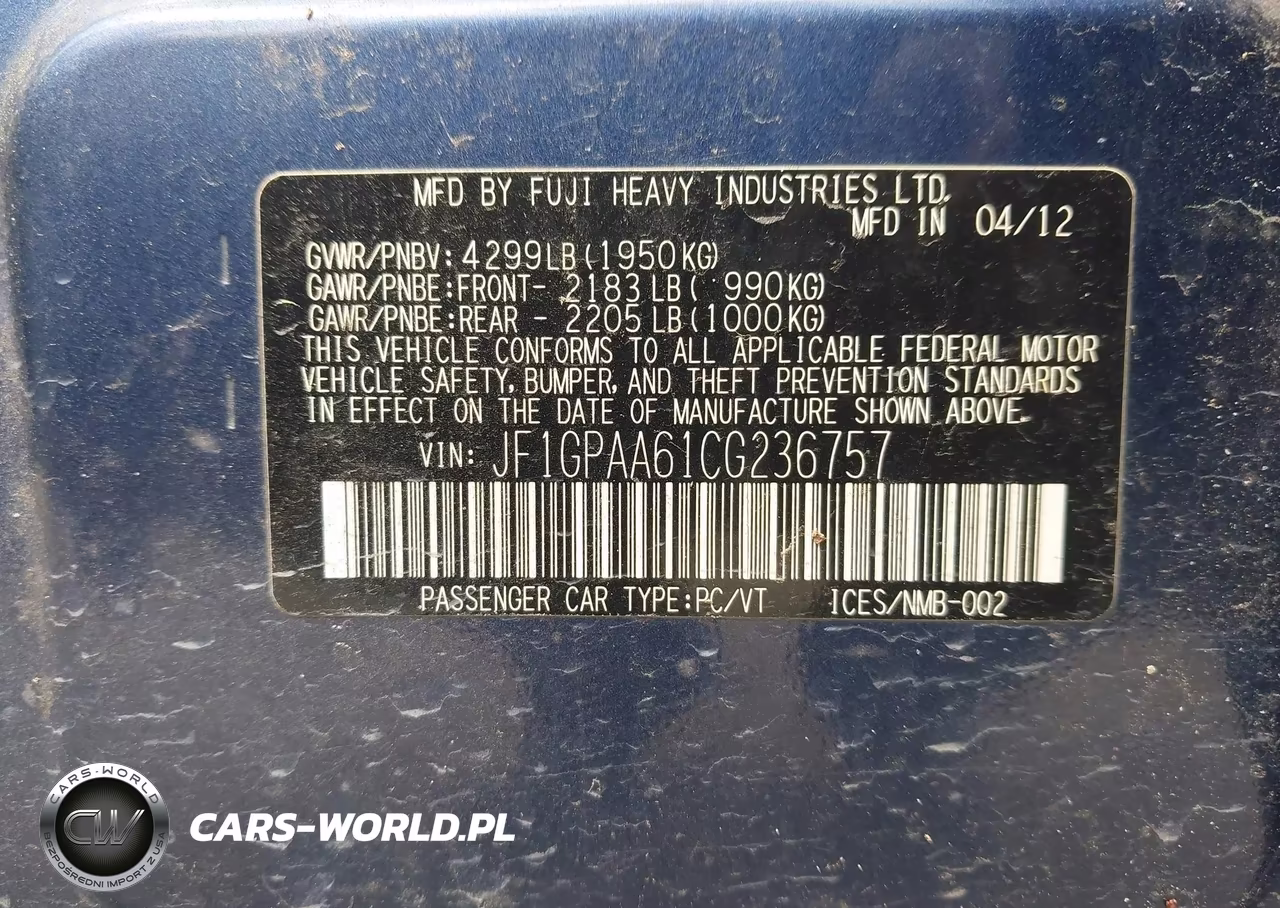 MFD BY FUJI HEAVY INDUSTRIES LTD.
MFD IN 04/12
GVWR/PNBV: 4299LB (1950KG)
GAWR/PNBE:FRONT- 2183 LB ( 990KG)
GAWR/PNBE:REAR - 2205 LB (1000KG)
THIS VEHICLE CONFORMS TO ALL APPLICABLE FEDERAL MOTOR
VEHICLE SAFETY, BUMPER, AND THEFT PREVENTION STANDARDS
IN EFFECT ON THE DATE OF MANUFACTURE SHOWN ABOVE.
VIN: JF1GPAA61CG236757
PASSENGER CAR TYPE:PC/VT ICES/NMB-002
CARS-WORLD
CW
BEZPOŚREDNI IMPORT Z USA
CARS-WORLD.PL